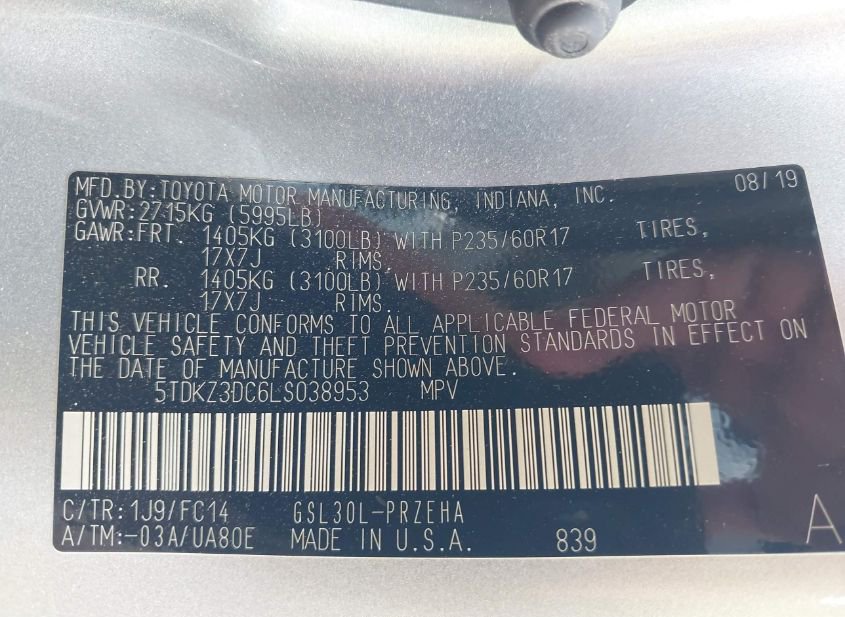 MFD.BY:TOYOTA MOTOR MANUFACTURING, INDIANA, INC. 08/19
GVWR:2715KG (5995LB)
GAWR:FRT. 1405KG (3100LB) WITH P235/60R17 TIRES,
17X7J RIMS.
RR. 1405KG (3100LB) WITH P235/60R17 TIRES,
17X7J RIMS.
THIS VEHICLE CONFORMS TO ALL APPLICABLE FEDERAL MOTOR
VEHICLE SAFETY AND THEFT PREVENTION STANDARDS IN EFFECT ON
THE DATE OF MANUFACTURE SHOWN ABOVE.
5TDKZ3DC6LS038953 MPV
C/TR:1J9/FC14 GSL30L-PRZEHA
A/TM:-03A/UA80E MADE IN U.S.A. 839 A